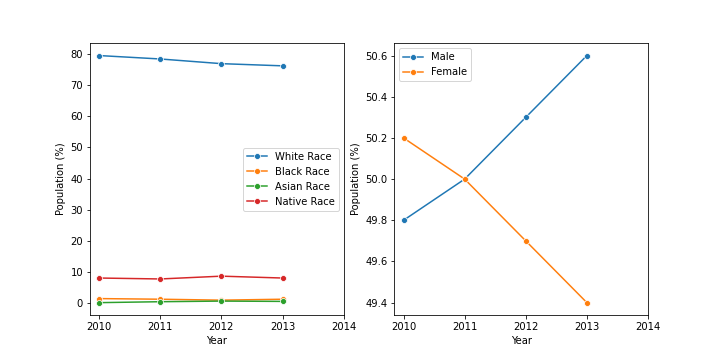 80
70
60
50
40
30
20
10
0
Population (%)
2010 2011 2012 2013 2014
Year
White Race
Black Race
Asian Race
Native Race
50.6
50.4
50.2
50.0
49.8
49.6
49.4
Population (%)
2010 2011 2012 2013 2014
Year
Male
Female